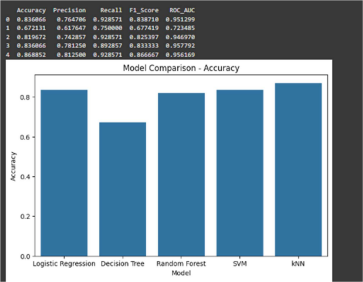 Accuracy Precision Recall F1_Score ROC_AUC
0 0.836066 0.764706 0.928571 0.838710 0.951299
1 0.672131 0.617647 0.750000 0.677419 0.723485
2 0.819672 0.742857 0.928571 0.825397 0.946970
3 0.836066 0.781250 0.892857 0.833333 0.957792
4 0.868852 0.812500 0.928571 0.866667 0.956169
Model Comparison - Accuracy
0.8
0.6
0.4
0.2
0.0
Accuracy
Logistic Regression Decision Tree Random Forest SVM kNN
Model